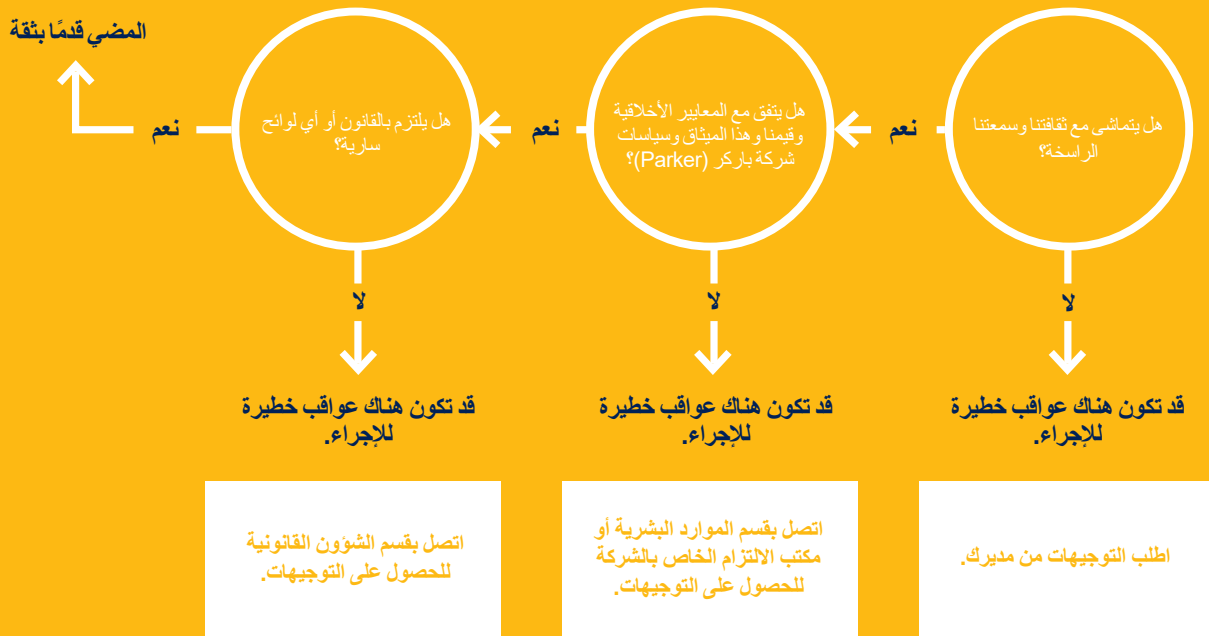 هل يتماشى مع ثقافتنا وسمعتنا
الراسخة؟
نعم
هل يتفق مع المعايير الأخلاقية
وقيمنا وهذا الميثاق وسياسات
شركة باركر (Parker)؟
نعم
هل يلتزم بالقانون أو أي لوائح
سارية؟
نعم
المضي قدمًا بثقة
لا
لا
لا
قد تكون هناك عواقب خطيرة
للإجراء.
قد تكون هناك عواقب خطيرة
للإجراء.
قد تكون هناك عواقب خطيرة
للإجراء.
اطلب التوجيهات من مديرك.
اتصل بقسم الموارد البشرية أو
مكتب الالتزام الخاص بالشركة
للحصول على التوجيهات.
اتصل بقسم الشؤون القانونية
للحصول على التوجيهات.